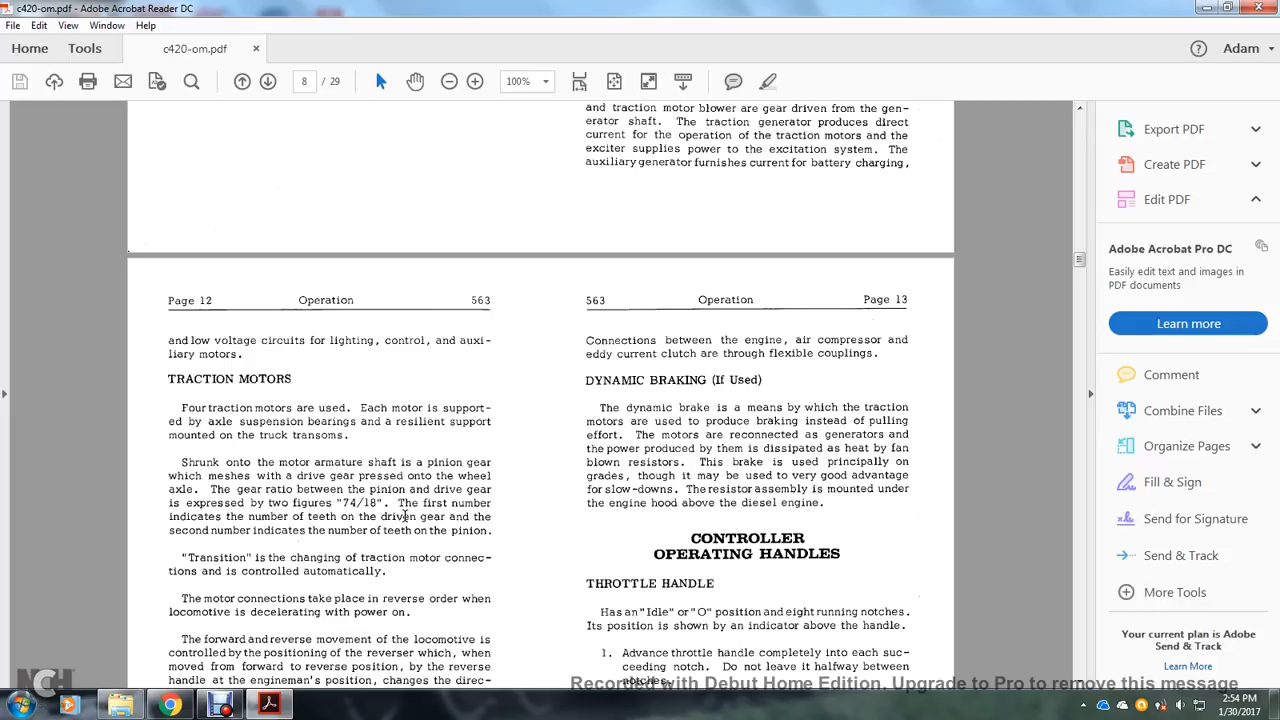 c420-om.pdf - Adobe Acrobat Reader DC
File Edit View Window Help
Home Tools c420-om.pdf × Adam
8 / 29 100%
and traction motor blower are gear driven from the gen-
erator shaft. The traction generator produces direct
current for the operation of the traction motors and the
exciter supplies power to the excitation system. The
auxiliary generator furnishes current for battery charging,
Page 12 Operation 563
and low voltage circuits for lighting, control, and auxi-
liary motors.
TRACTION MOTORS
Four traction motors are used. Each motor is support-
ed by axle suspension bearings and a resilient support
mounted on the truck transoms.
Shrunk onto the motor armature shaft is a pinion gear
which meshes with a drive gear pressed onto the wheel
axle. The gear ratio between the pinion and drive gear
is expressed by two figures "74/18". The first number
indicates the number of teeth on the driven gear and the
second number indicates the number of teeth on the pinion.
"Transition" is the changing of traction motor connec-
tions and is controlled automatically.
The motor connections take place in reverse order when
locomotive is decelerating with power on.
The forward and reverse movement of the locomotive is
controlled by the positioning of the reverser which, when
moved from forward to reverse position, by the reverse
handle at the engineman's position, changes the direc-
563 Operation Page 13
Connections between the engine, air compressor and
eddy current clutch are through flexible couplings.
DYNAMIC BRAKING (If Used)
The dynamic brake is a means by which the traction
motors are used to produce braking instead of pulling
effort. The motors are reconnected as generators and
the power produced by them is dissipated as heat by fan
blown resistors. This brake is used principally on
grades, though it may be used to very good advantage
for slow-downs. The resistor assembly is mounted under
the engine hood above the diesel engine.
CONTROLLER
OPERATING HANDLES
THROTTLE HANDLE
Has an "Idle" or "O" position and eight running notches.
Its position is shown by an indicator above the handle.
1. Advance throttle handle completely into each suc-
ceeding notch. Do not leave it halfway between
notches.
Export PDF
Create PDF
Edit PDF
Adobe Acrobat Pro DC
Easily edit text and images in
PDF documents
Learn more
Comment
Combine Files
Organize Pages
Fill & Sign
Send for Signature
Send & Track
More Tools
Your current plan is Adobe
Send & Track
Learn More
NCH
Recorded with Debut Home Edition. Upgrade to Pro to remove this message
2:54 PM
1/30/2017